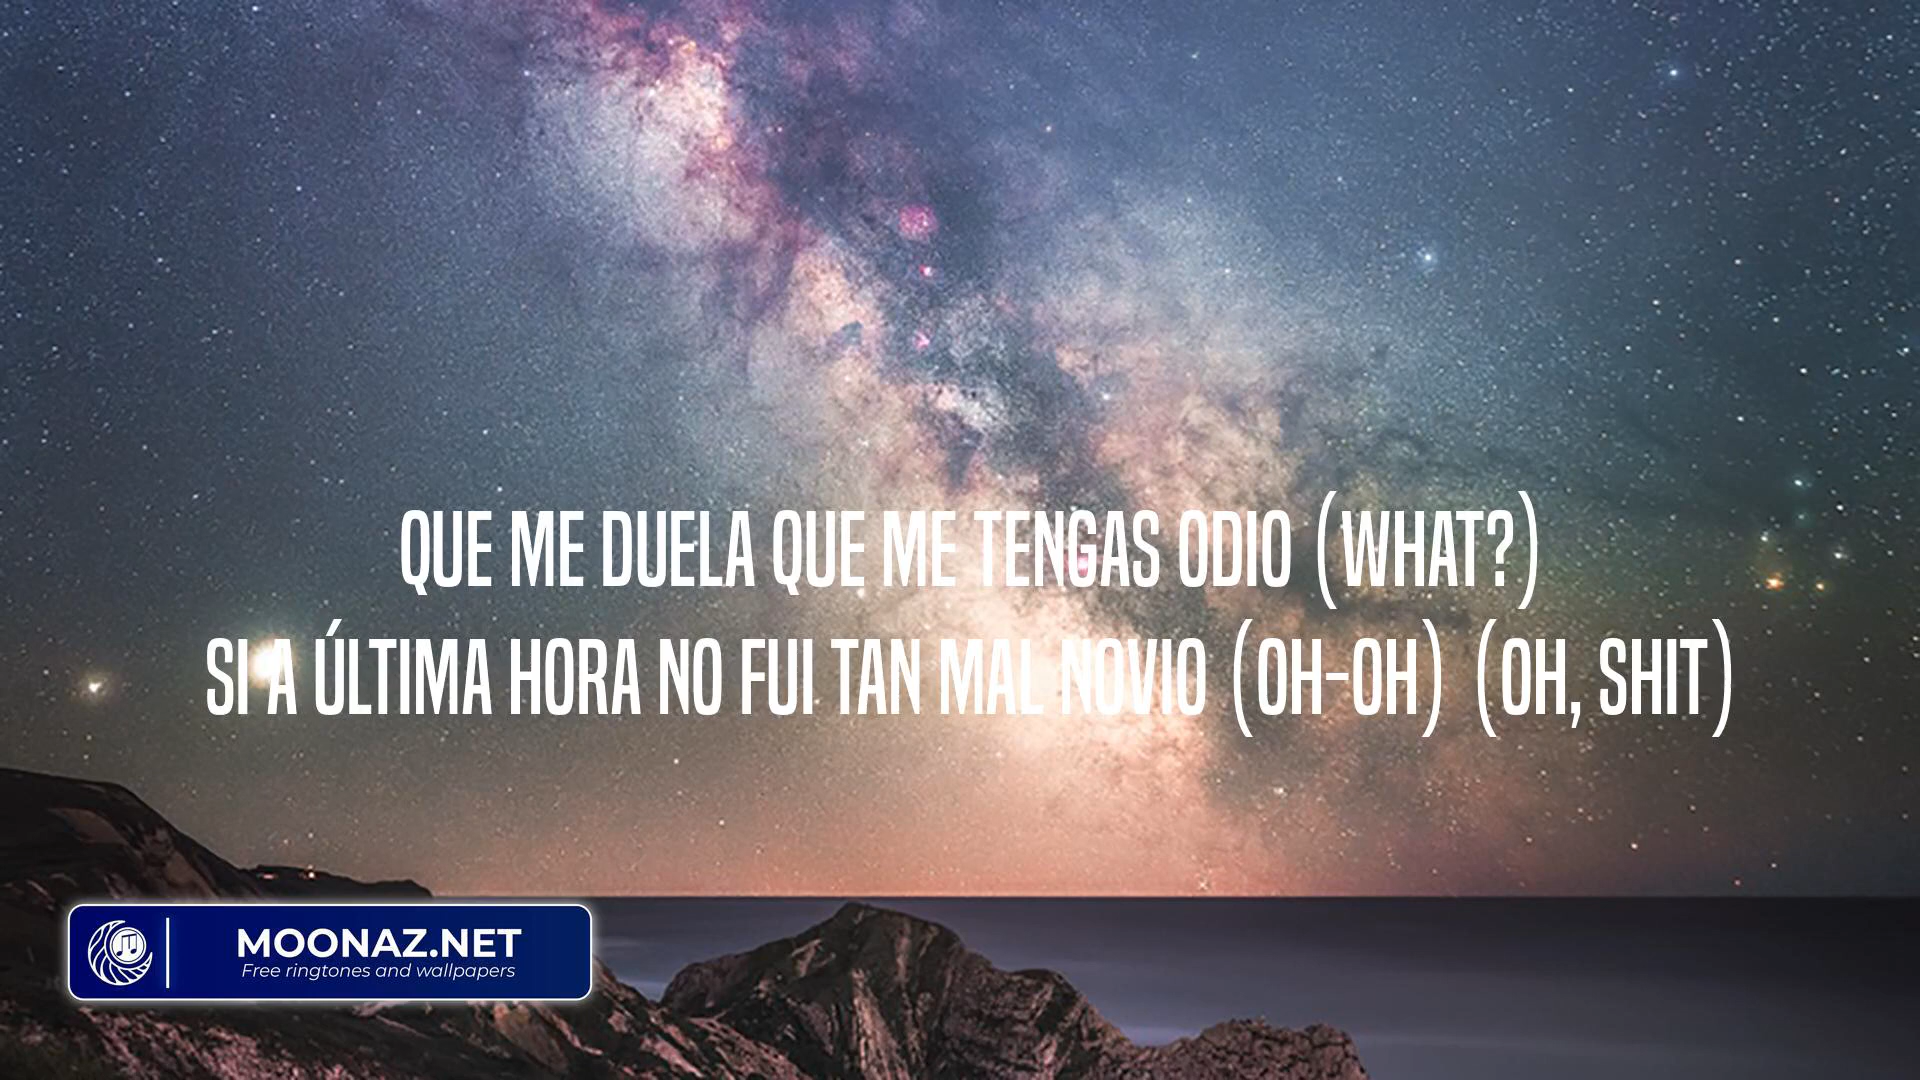 QUE ME DUELA QUE ME TENGAS ODIO (WHAT?)
SI A ÚLTIMA HORA NO FUI TAN MAL NOVIO (OH-OH) (OH, SHIT)
MOONAZ.NET
Free ringtones and wallpapers